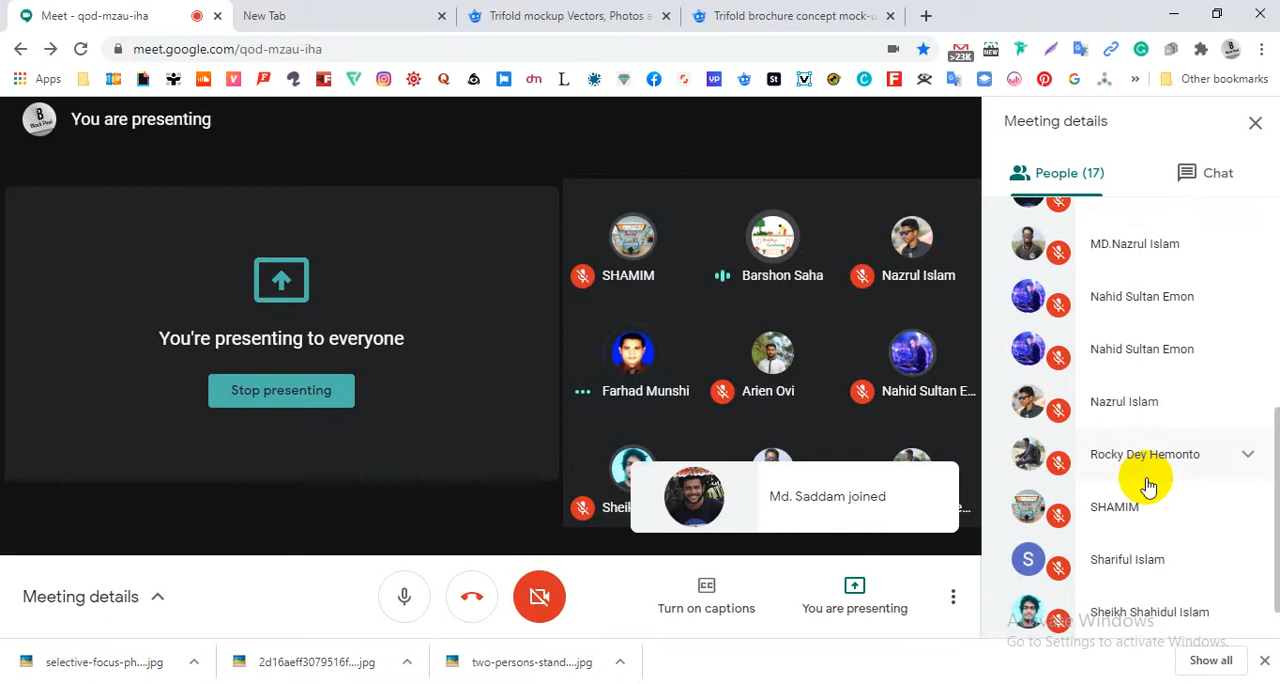 Meet - qod-mzau-iha
New Tab
Trifold mockup Vectors, Photos a
Trifold brochure concept mock-u
meet.google.com/qod-mzau-iha
>23K
NEW
Apps
Other bookmarks
You are presenting
Meeting details
People (17)
Chat
You're presenting to everyone
Stop presenting
SHAMIM
Barshon Saha
Nazrul Islam
Farhad Munshi
Arien Ovi
Nahid Sultan E...
Md. Saddam joined
MD.Nazrul Islam
Nahid Sultan Emon
Nahid Sultan Emon
Nazrul Islam
Rocky Dey Hemonto
SHAMIM
S
Shariful Islam
Sheikh Shahidul Islam
Meeting details
Turn on captions
You are presenting
Activate Windows
Go to Settings to activate Windows.
selective-focus-ph....jpg
2d16aeff3079516f....jpg
two-persons-stand....jpg
Show all